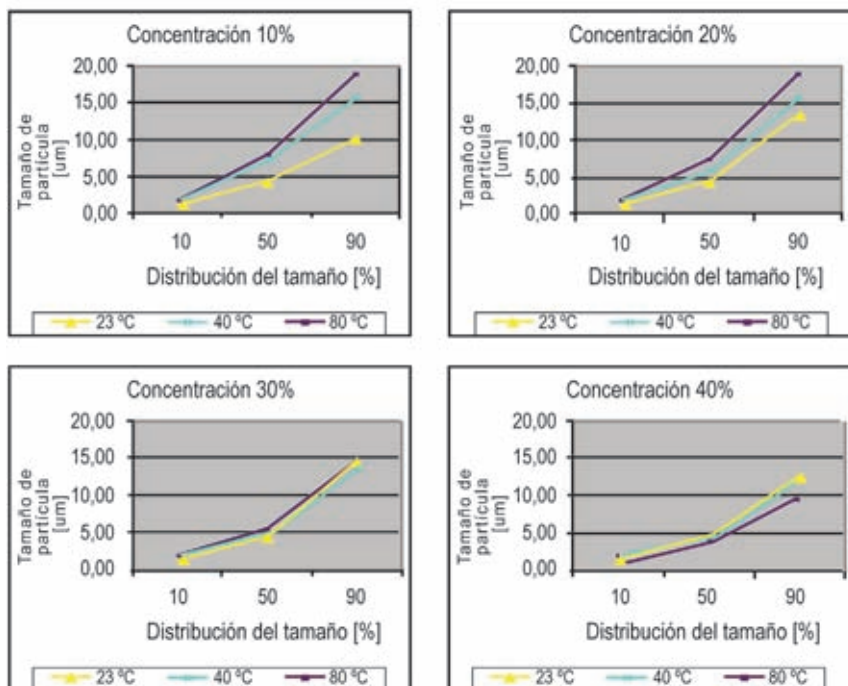 Concentración 10%
20,00
15,00
10,00
5,00
0,00
Tamaño de
partícula
[um]
10 50 90
Distribución del tamaño [%]
23 ºC 40 ºC 80 ºC
Concentración 20%
20,00
15,00
10,00
5,00
0,00
Tamaño de
partícula
[um]
10 50 90
Distribución del tamaño [%]
23 ºC 40 ºC 80 ºC
Concentración 30%
20,00
15,00
10,00
5,00
0,00
Tamaño de
partícula
[um]
10 50 90
Distribución del tamaño [%]
23 ºC 40 ºC 80 ºC
Concentración 40%
20,00
15,00
10,00
5,00
0,00
Tamaño de
partícula
[um]
10 50 90
Distribución del tamaño [%]
23 ºC 40 ºC 80 ºC